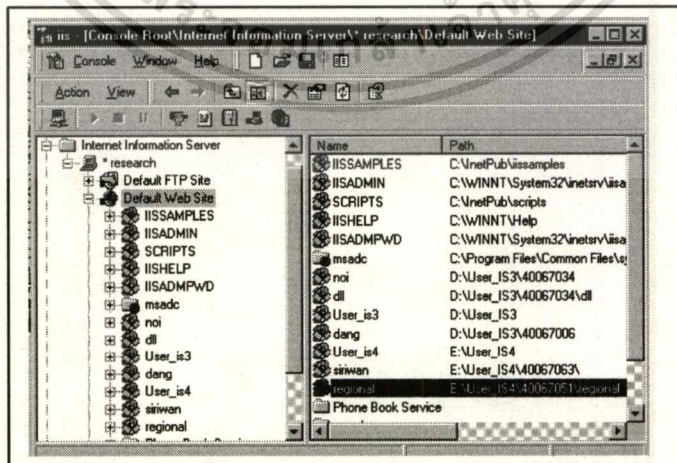 iis - [Console Root\Internet Information Server\* research\Default Web Site]
Console Window Help
Action View
Internet Information Server
* research
Default FTP Site
Default Web Site
IISSAMPLES
IISADMIN
SCRIPTS
IISHELP
IISADMPWD
msadc
noi
dll
User_is3
dang
User_is4
siriwan
regional
Name Path
IISSAMPLES C:\InetPub\iissamples
IISADMIN C:\WINNT\System32\inetsrv\iisa
SCRIPTS C:\InetPub\scripts
IISHELP C:\WINNT\Help
IISADMPWD C:\WINNT\System32\inetsrv\iisa
msadc C:\Program Files\Common Files\sy
noi D:\User_IS3\40067034
dll D:\User_IS3\40067034\dll
User_is3 D:\User_IS3
dang D:\User_IS3\40067006
User_is4 E:\User_IS4
siriwan E:\User_IS4\40067063\
regional E:\User_IS4\40067051\regional
Phone Book Service